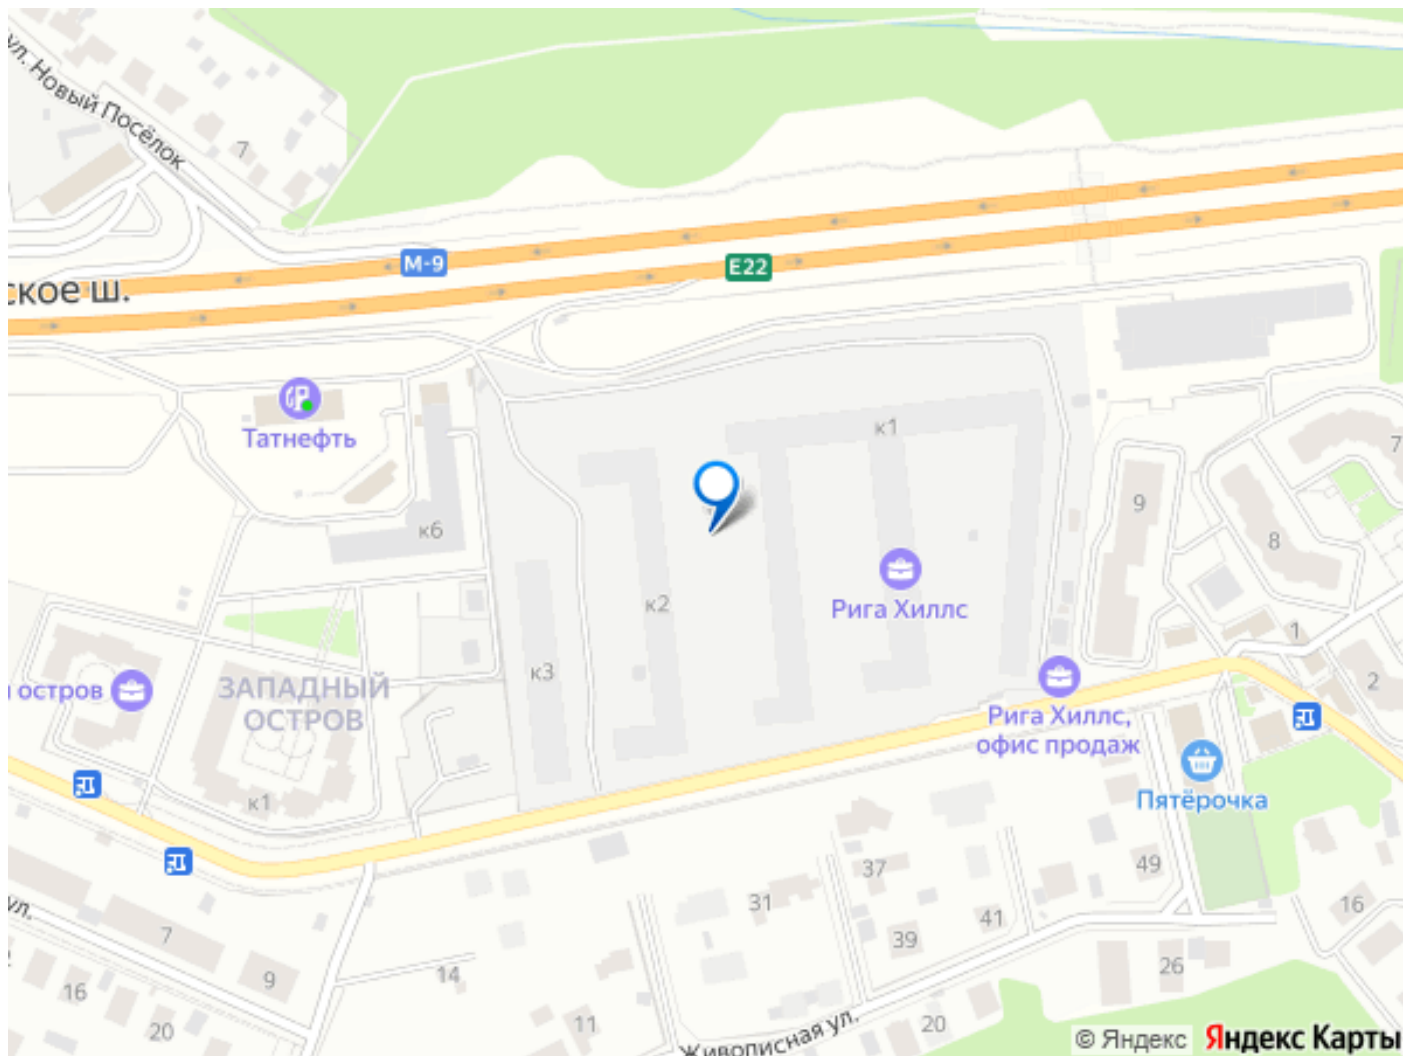 ул. Новый Посёлок
7
М-9
E22
ское ш.
Татнефть
к1
7
9
к6
8
Рига Хиллс
к2
1
к3
остров
ЗАПАДНЫЙ
ОСТРОВ
2
Рига Хиллс,
офис продаж
Пятёрочка
к1
37
49
31
16
ул.
41
7
39
9
14
26
16
11
20
20
Живописная ул.
© Яндекс
Яндекс Карты